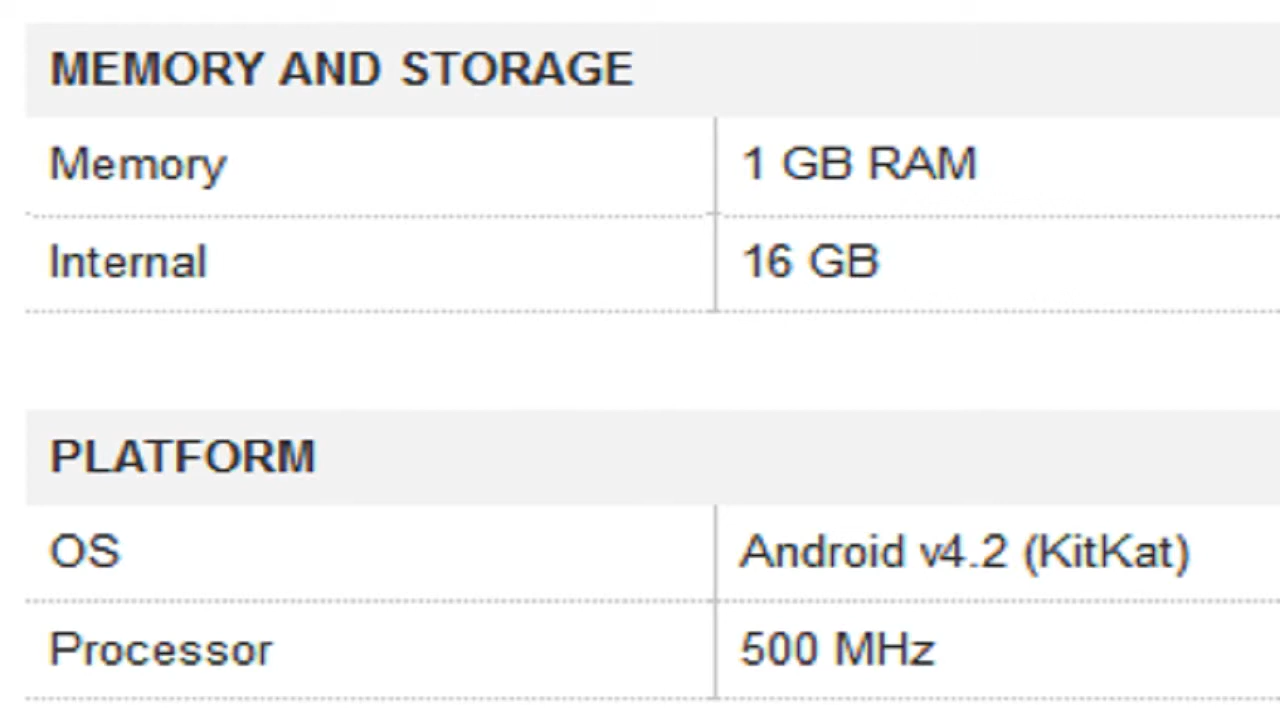 MEMORY AND STORAGE
Memory 1 GB RAM
Internal 16 GB
PLATFORM
OS Android v4.2 (KitKat)
Processor 500 MHz